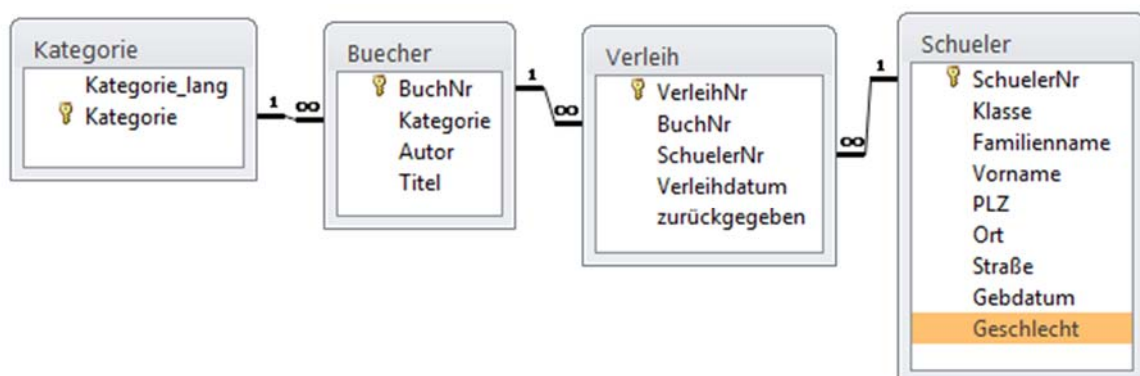 Kategorie
Kategorie_lang
Kategorie
1
∞
Buecher
BuchNr
Kategorie
Autor
Titel
1
∞
Verleih
VerleihNr
BuchNr
SchuelerNr
Verleihdatum
zurückgegeben
1
∞
Schueler
SchuelerNr
Klasse
Familienname
Vorname
PLZ
Ort
Straße
Gebdatum
Geschlecht